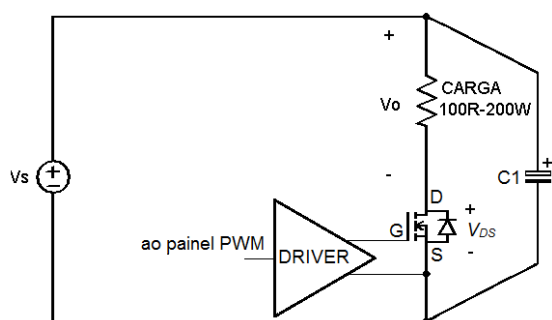 +
CARGA
100R-200W
Vo
Vs
+
-
-
C1
+
D
G
S
+
VDS
-
ao painel PWM
DRIVER